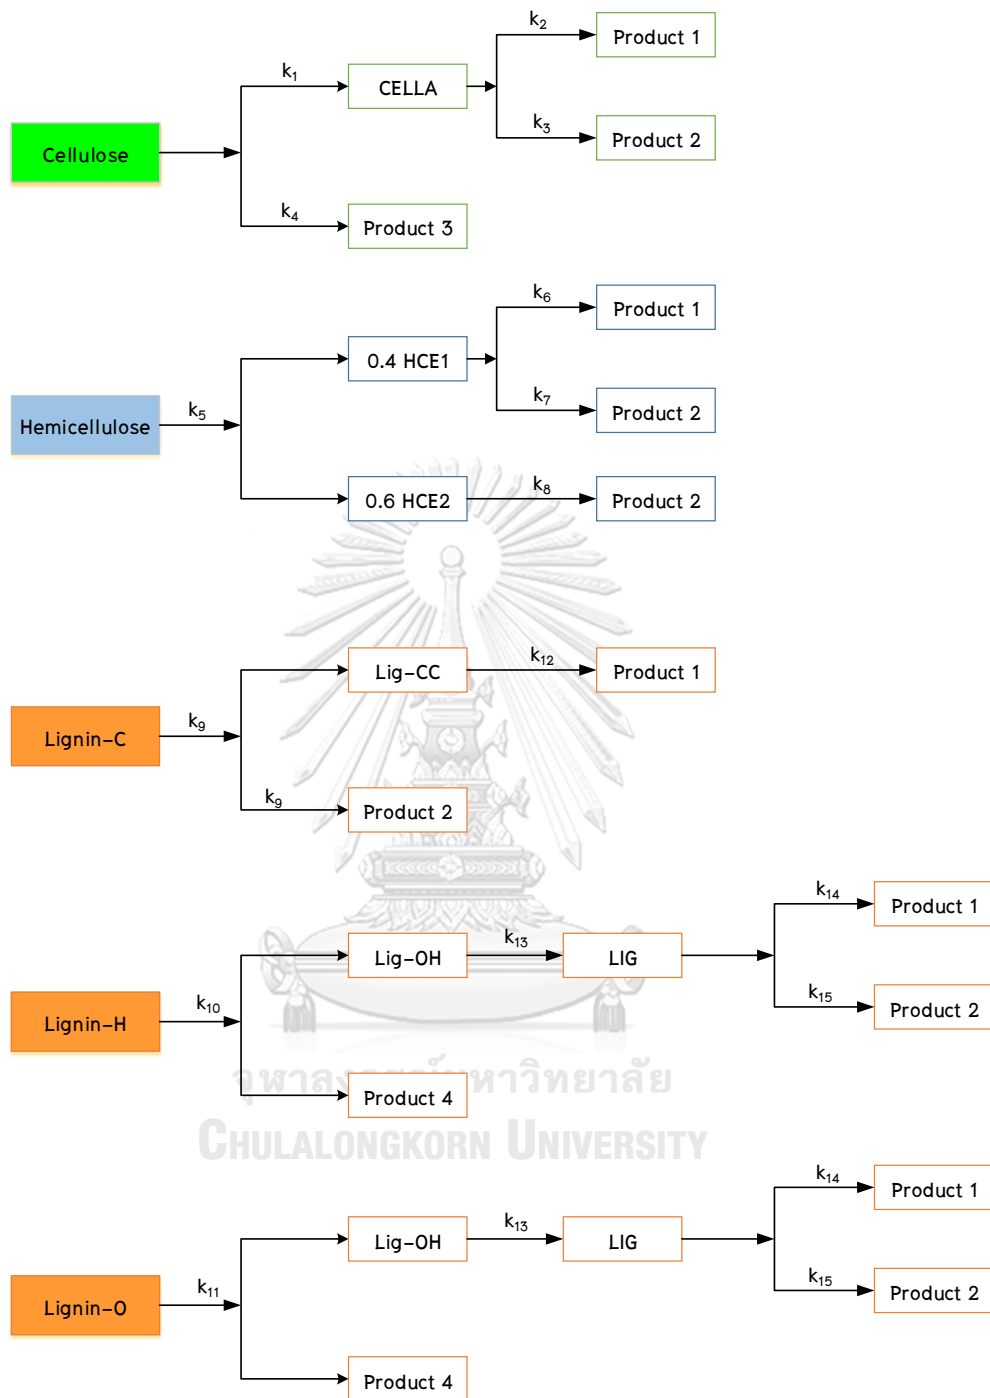 k₂
Product 1
k₁
CELLA
k₃
Product 2
Cellulose
k₄
Product 3
k₆
Product 1
0.4 HCE1
k₇
Product 2
k₅
Hemicellulose
0.6 HCE2
k₈
Product 2
Lig-CC
k₁₂
Product 1
k₉
Lignin-C
k₉
Product 2
k₁₄
Product 1
Lig-OH
k₁₃
LIG
k₁₅
Product 2
k₁₀
Lignin-H
จุฬาลงกรณ์มหาวิทยาลัย
Product 4
CHULALONGKORN UNIVERSITY
k₁₄
Product 1
Lig-OH
k₁₃
LIG
k₁₅
Product 2
k₁₁
Lignin-O
Product 4